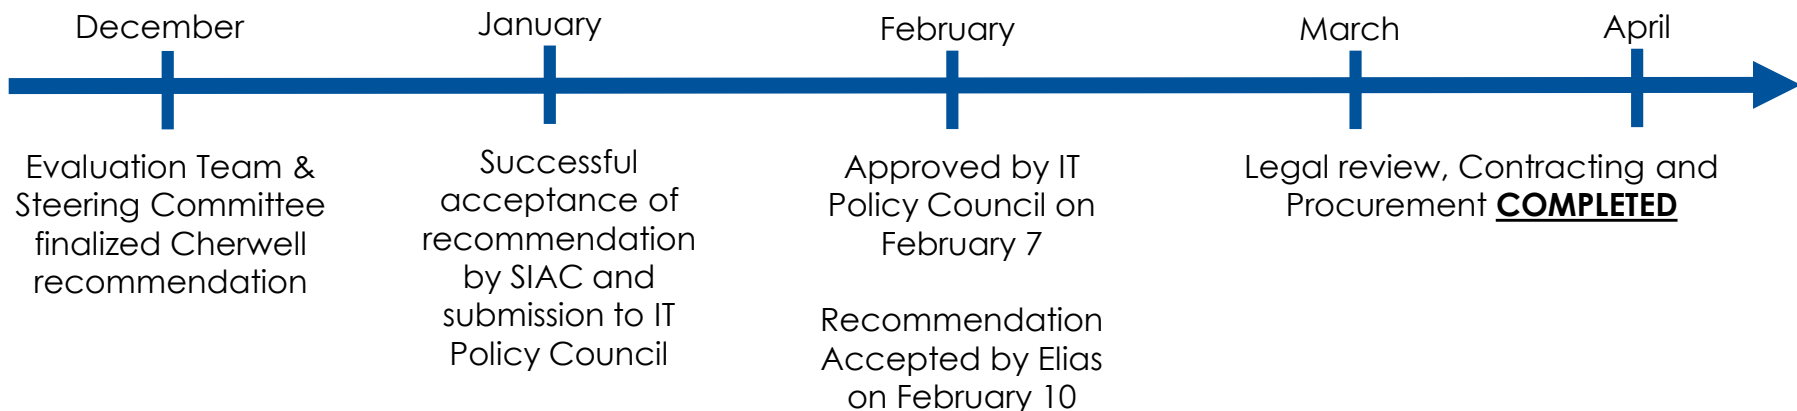 December
January
February
March
April
Evaluation Team &
Steering Committee
finalized Cherwell
recommendation
Successful
acceptance of
recommendation
by SIAC and
submission to IT
Policy Council
Approved by IT
Policy Council on
February 7
Recommendation
Accepted by Elias
on February 10
Legal review, Contracting and
Procurement COMPLETED